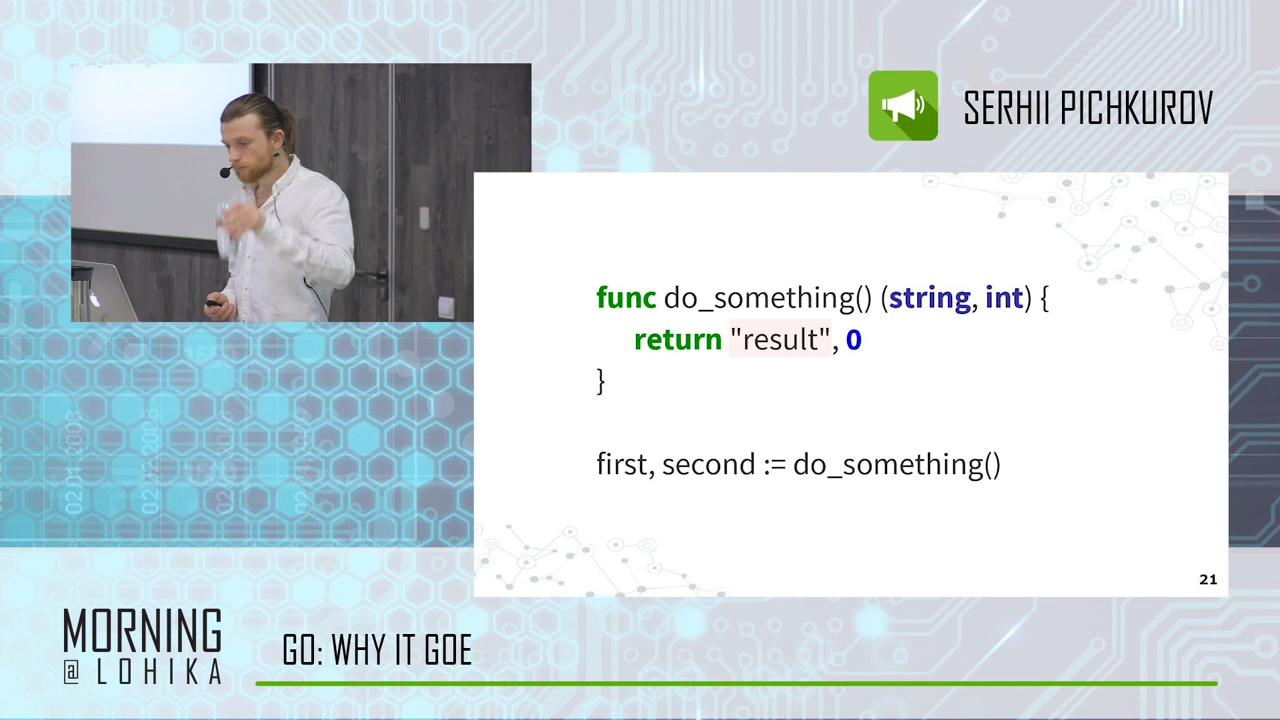 SERHII PICHKUROV
func do_something() (string, int) {
return "result", 0
}
first, second := do_something()
21
MORNING
@ LOHIKA
GO: WHY IT GOE